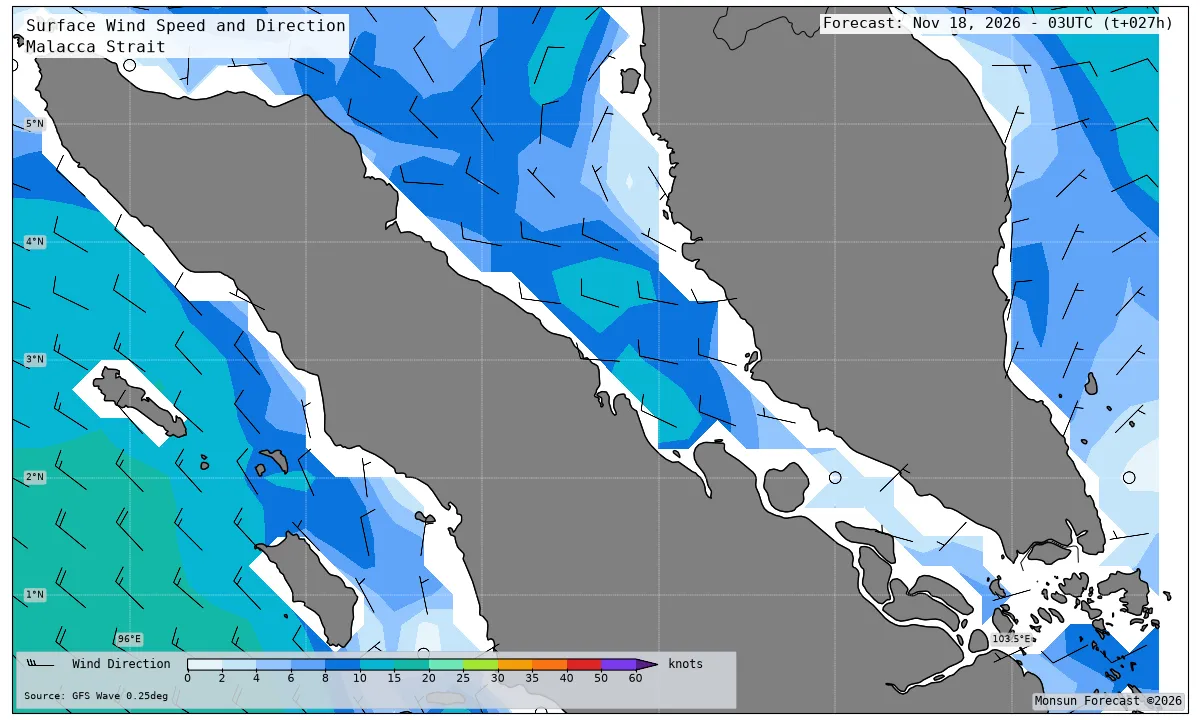 Surface Wind Speed and Direction
Malacca Strait
Forecast: Nov 18, 2026 - 03UTC (t+027h)
5°N
4°N
3°N
2°N
1°N
96°E
103.5°E
Wind Direction
0 2 4 6 8 10 15 20 25 30 35 40 50 60
knots
Source: GFS Wave 0.25deg
Monsun Forecast ©2026